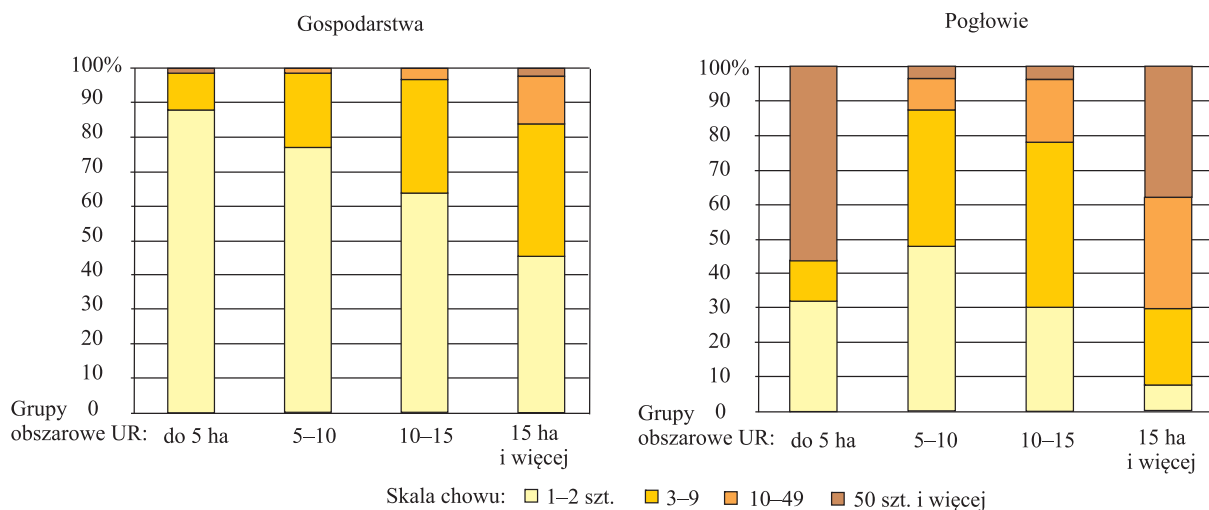 Gospodarstwa
100%
90
80
70
60
50
40
30
20
10
0
Grupy
obszarowe UR:
do 5 ha
5–10
10–15
15 ha
i więcej
Pogłowie
100%
90
80
70
60
50
40
30
20
10
0
Grupy
obszarowe UR:
do 5 ha
5–10
10–15
15 ha
i więcej
Skala chowu: 1–2 szt. 3–9 10–49 50 szt. i więcej